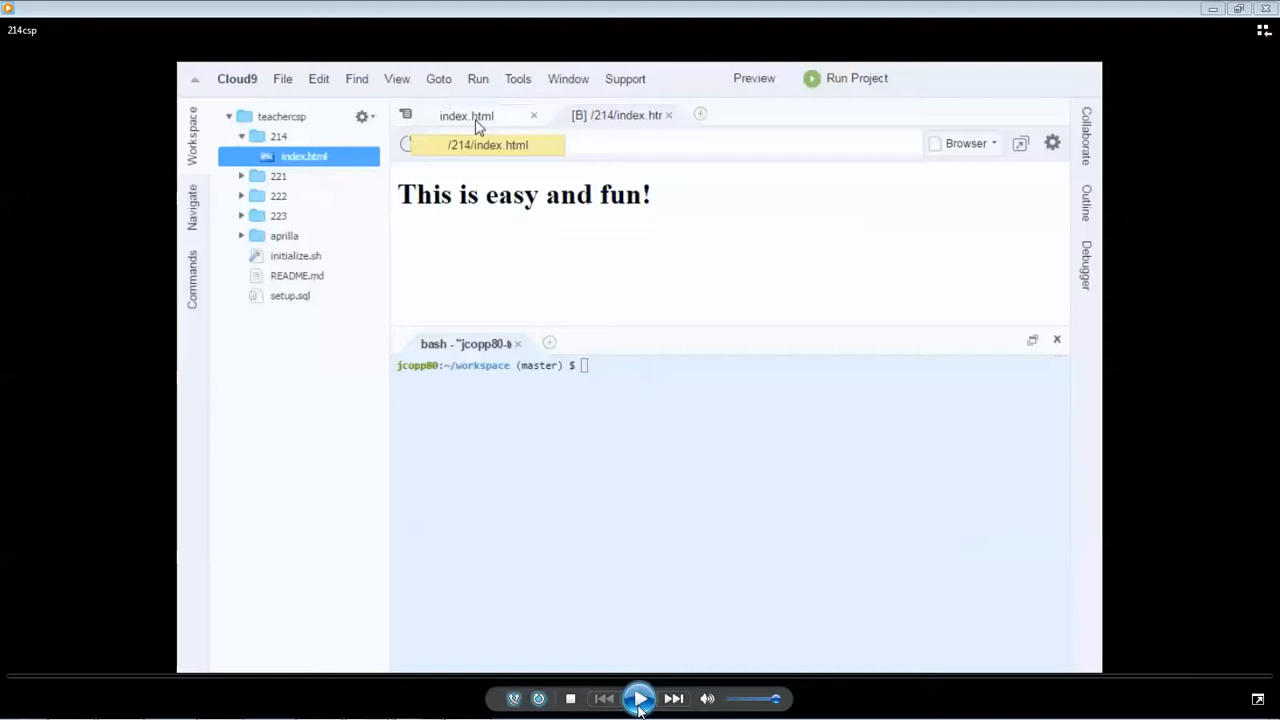 214csp
Cloud9 File Edit Find View Goto Run Tools Window Support Preview Run Project
Workspace
Navigate
Commands
teachercsp
214
index.html
221
222
223
aprilla
initialize.sh
README.md
setup.sql
index.html
[B] /214/index.htr
/214/index.html
Browser
This is easy and fun!
bash - "jcopp80-
jcopp80:~/workspace (master) $
Collaborate
Outline
Debugger